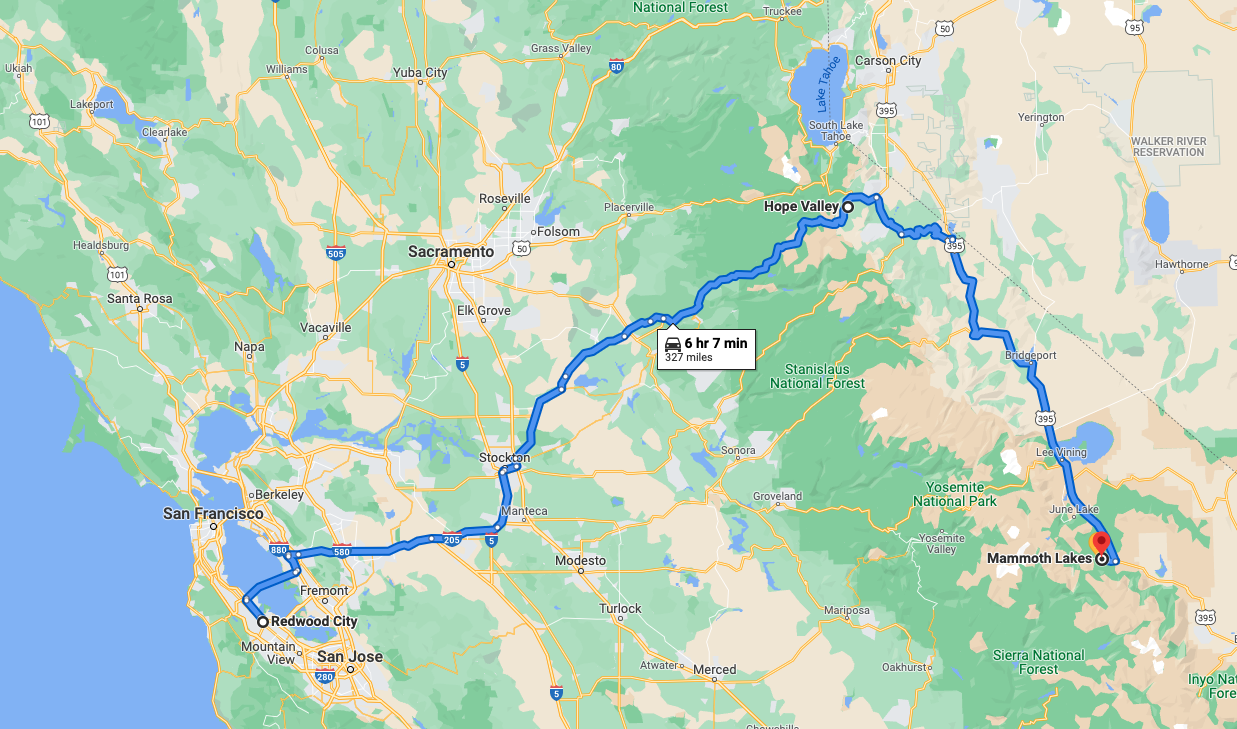 National Forest
Truckee
50
95
Ukiah
Colusa
Grass Valley
80
Carson City
Williams
Yuba City
Lake Tahoe
Lakeport
101
395
Clearlake
South Lake
Tahoe
Yerington
WALKER RIVER
RESERVATION
Roseville
Placerville
Hope Valley
Folsom
Healdsburg
505
Sacramento
50
395
101
Hawthorne
Santa Rosa
Elk Grove
Vacaville
6 hr 7 min
327 miles
Napa
5
Bridgeport
Stanislaus
National Forest
395
Stockton
Sonora
Lee Vining
Berkeley
Yosemite
National Park
Groveland
San Francisco
Manteca
June Lake
880
580
205
5
Yosemite
Valley
Mammoth Lakes
Modesto
Fremont
Redwood City
Turlock
Mariposa
395
Mountain
View
San Jose
Sierra National
Forest
Atwater
Merced
Oakhurst
280
5
Inyo Nat
Fore
Chowchilla